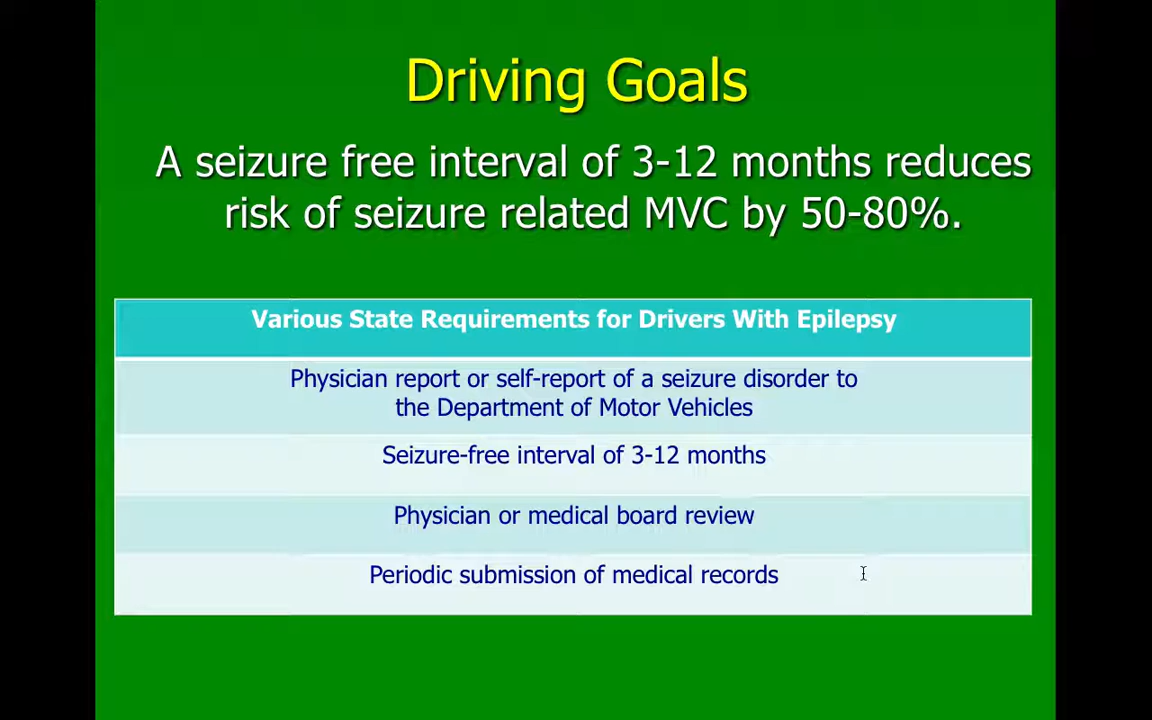 Driving Goals
A seizure free interval of 3-12 months reduces
risk of seizure related MVC by 50-80%.
Various State Requirements for Drivers With Epilepsy
Physician report or self-report of a seizure disorder to
the Department of Motor Vehicles
Seizure-free interval of 3-12 months
Physician or medical board review
Periodic submission of medical records